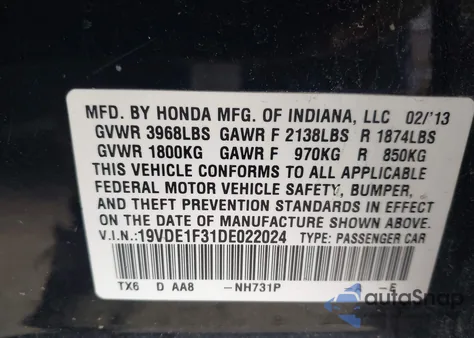 MFD. BY HONDA MFG. OF INDIANA, LLC 02/'13
GVWR 3968LBS GAWR F 2138LBS R 1874LBS
GVWR 1800KG GAWR F 970KG R 850KG
THIS VEHICLE CONFORMS TO ALL APPLICABLE
FEDERAL MOTOR VEHICLE SAFETY, BUMPER,
AND THEFT PREVENTION STANDARDS IN EFFECT
ON THE DATE OF MANUFACTURE SHOWN ABOVE.
V.I.N.:19VDE1F31DE022024 TYPE: PASSENGER CAR
TX6 D AA8 -NH731P A -E
autoSnap